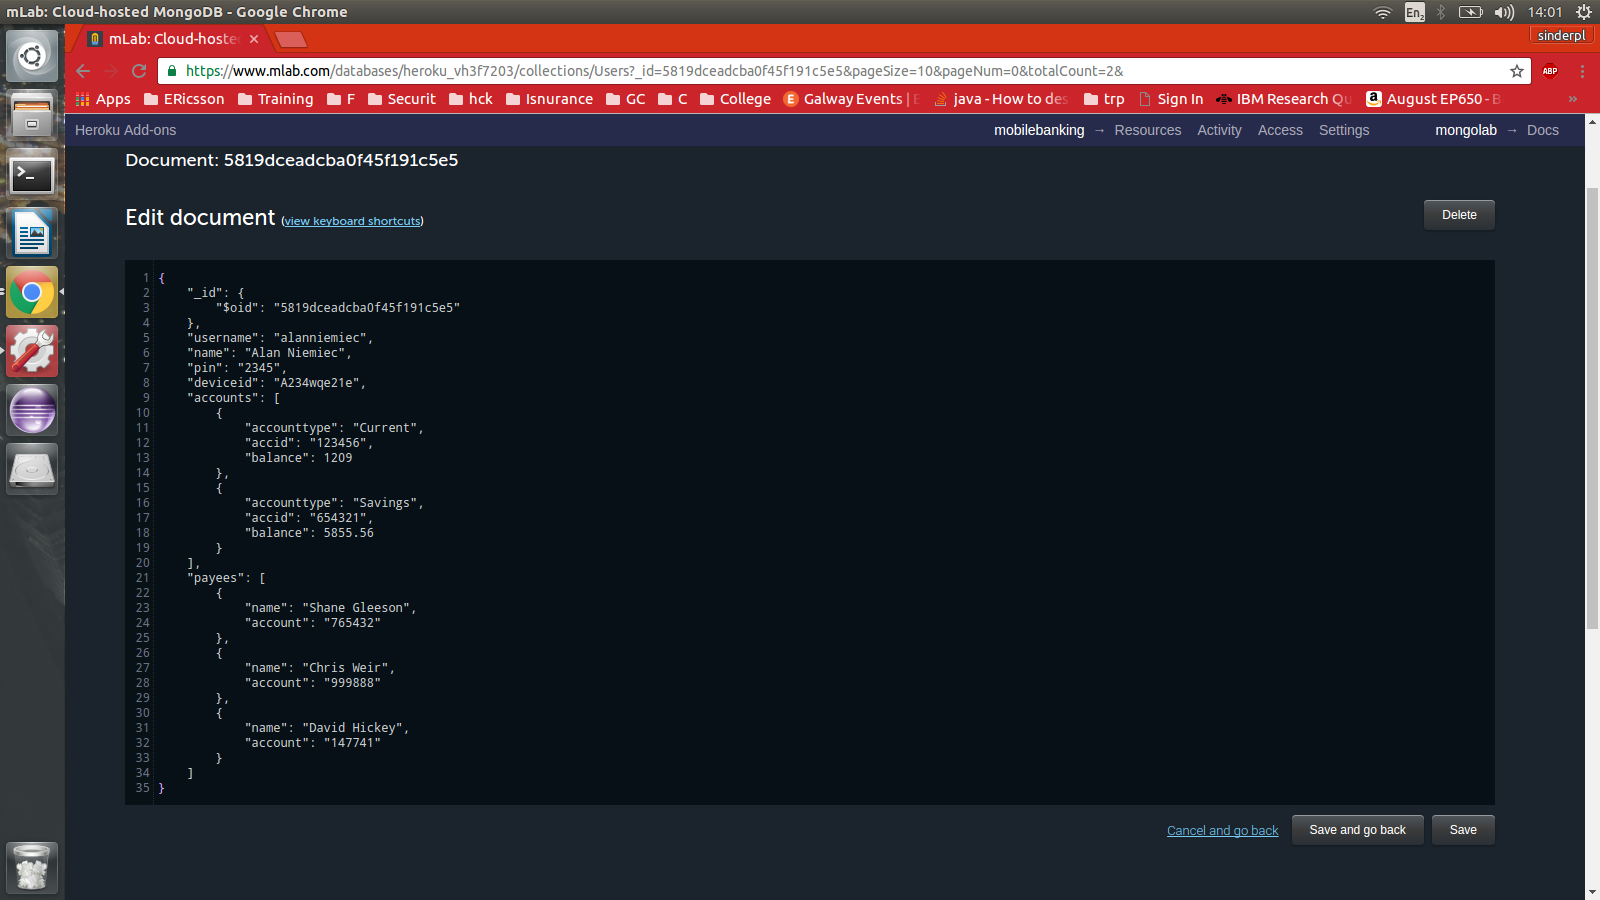 mLab: Cloud-hosted MongoDB - Google Chrome
En2
14:01
mLab: Cloud-hoste
sinderpl
https://www.mlab.com/databases/heroku_vh3f7203/collections/Users?_id=5819dceadcba0f45f191c5e5&pageSize=10&pageNum=0&totalCount=2&
ABP
Apps ERicsson Training F Securit hck Isnurance GC C College Galway Events | E java - How to des trp Sign In IBM Research Qu August EP650 - B »
Heroku Add-ons
mobilebanking → Resources Activity Access Settings mongolab → Docs
Document: 5819dceadcba0f45f191c5e5
Edit document (view keyboard shortcuts)
Delete
1 {
2 "_id": {
3 "$oid": "5819dceadcba0f45f191c5e5"
4 },
5 "username": "alanniemiec",
6 "name": "Alan Niemiec",
7 "pin": "2345",
8 "deviceid": "A234wqe21e",
9 "accounts": [
10 {
11 "accounttype": "Current",
12 "accid": "123456",
13 "balance": 1209
14 },
15 {
16 "accounttype": "Savings",
17 "accid": "654321",
18 "balance": 5855.56
19 }
20 ],
21 "payees": [
22 {
23 "name": "Shane Gleeson",
24 "account": "765432"
25 },
26 {
27 "name": "Chris Weir",
28 "account": "999888"
29 },
30 {
31 "name": "David Hickey",
32 "account": "147741"
33 }
34 ]
35 }
Cancel and go back
Save and go back
Save